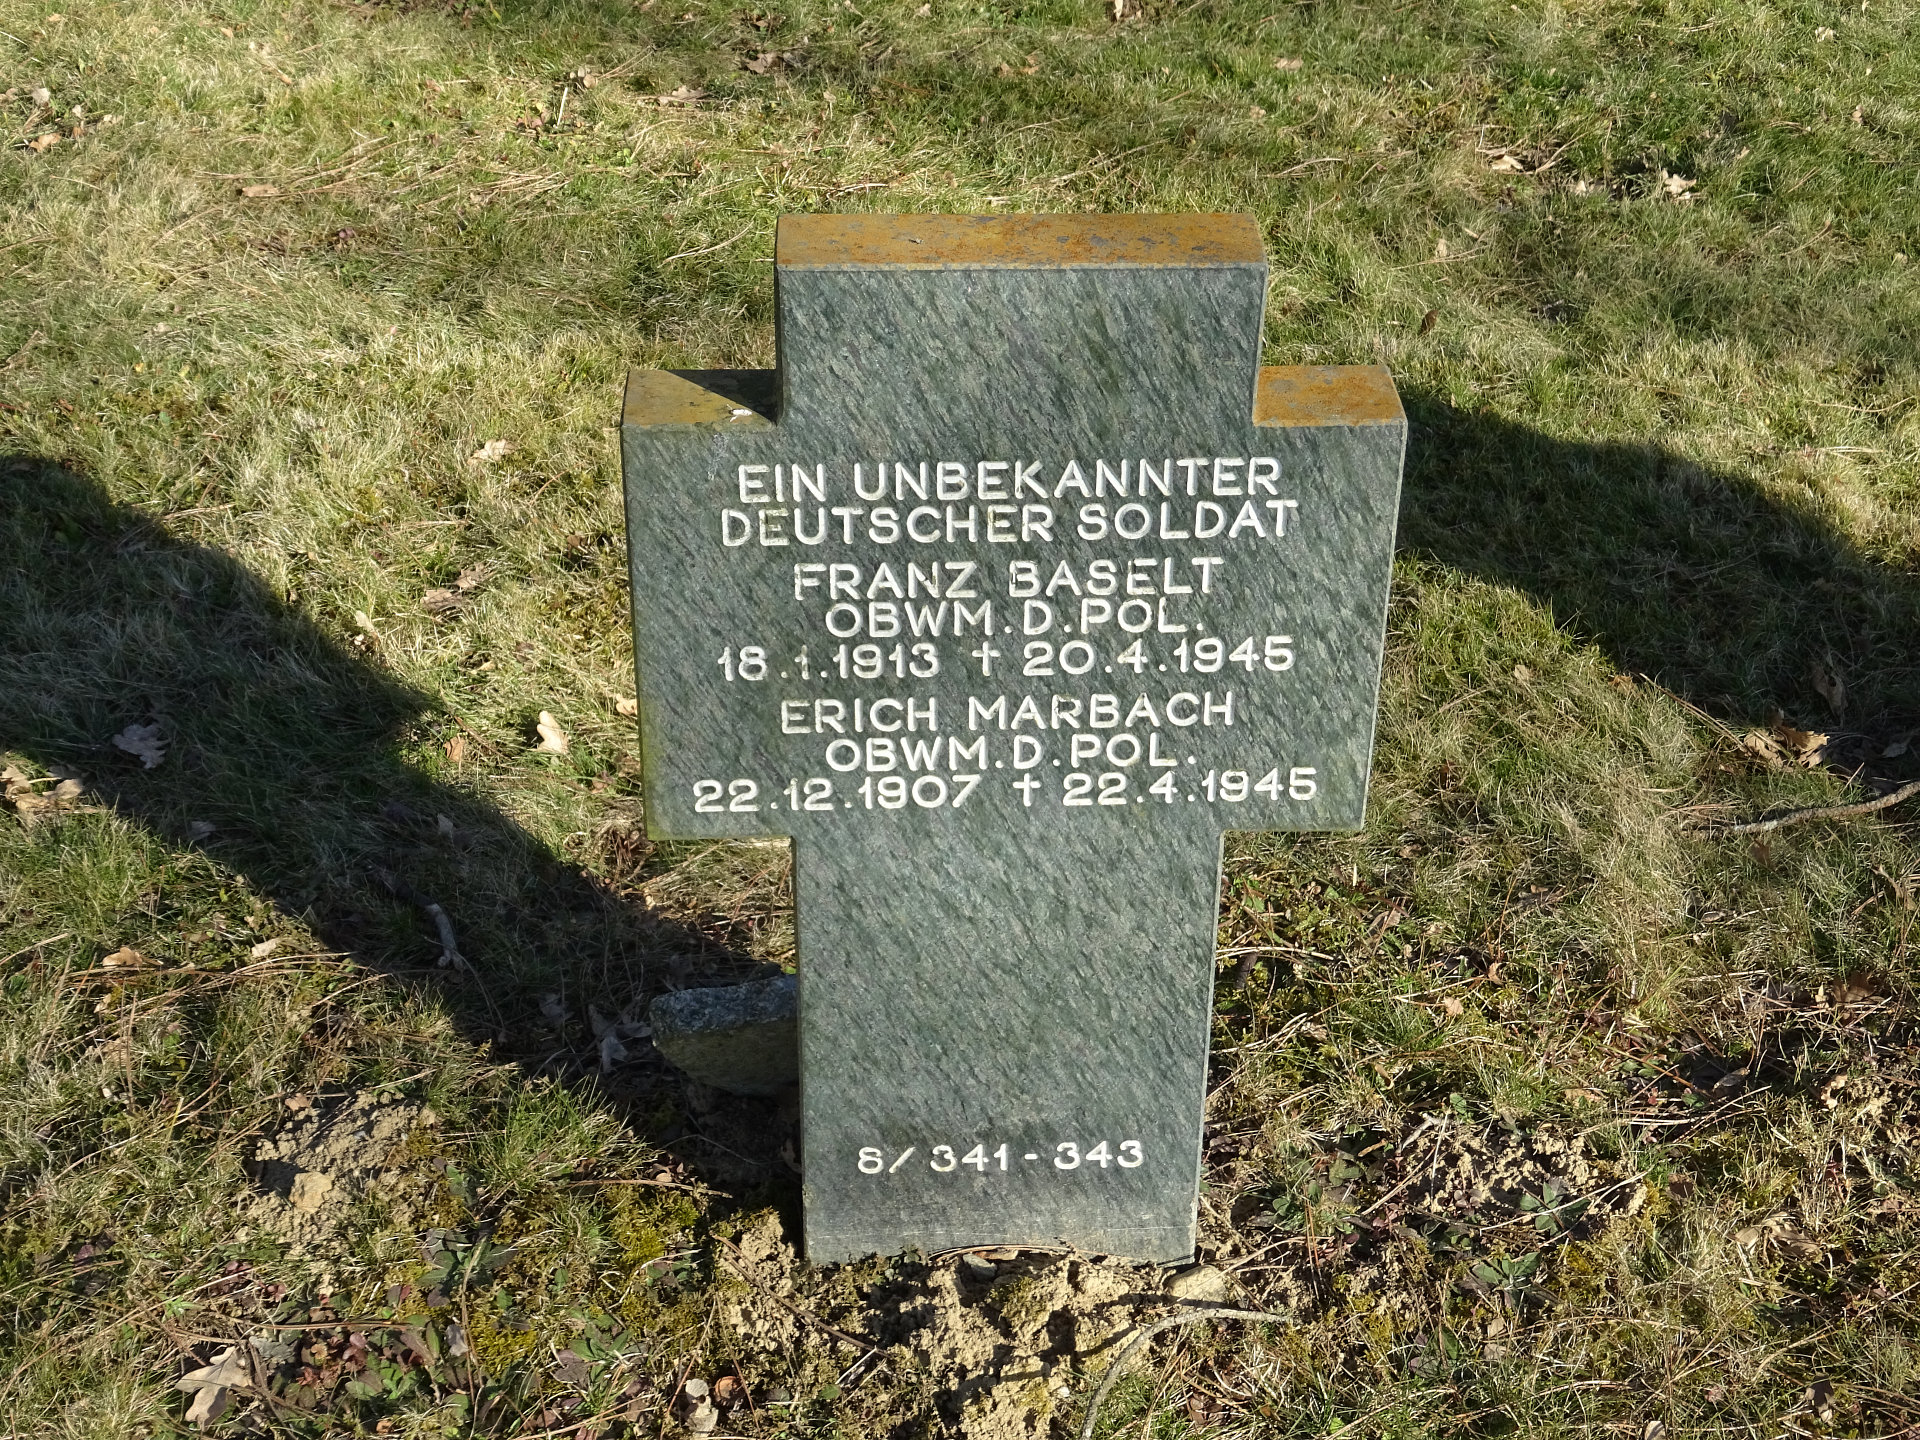 EIN UNBEKANNTER
DEUTSCHER SOLDAT
FRANZ BASELT
OBWM.D.POL.
18.1.1913 † 20.4.1945
ERICH MARBACH
OBWM.D.POL.
22.12.1907 † 22.4.1945
8/341-343